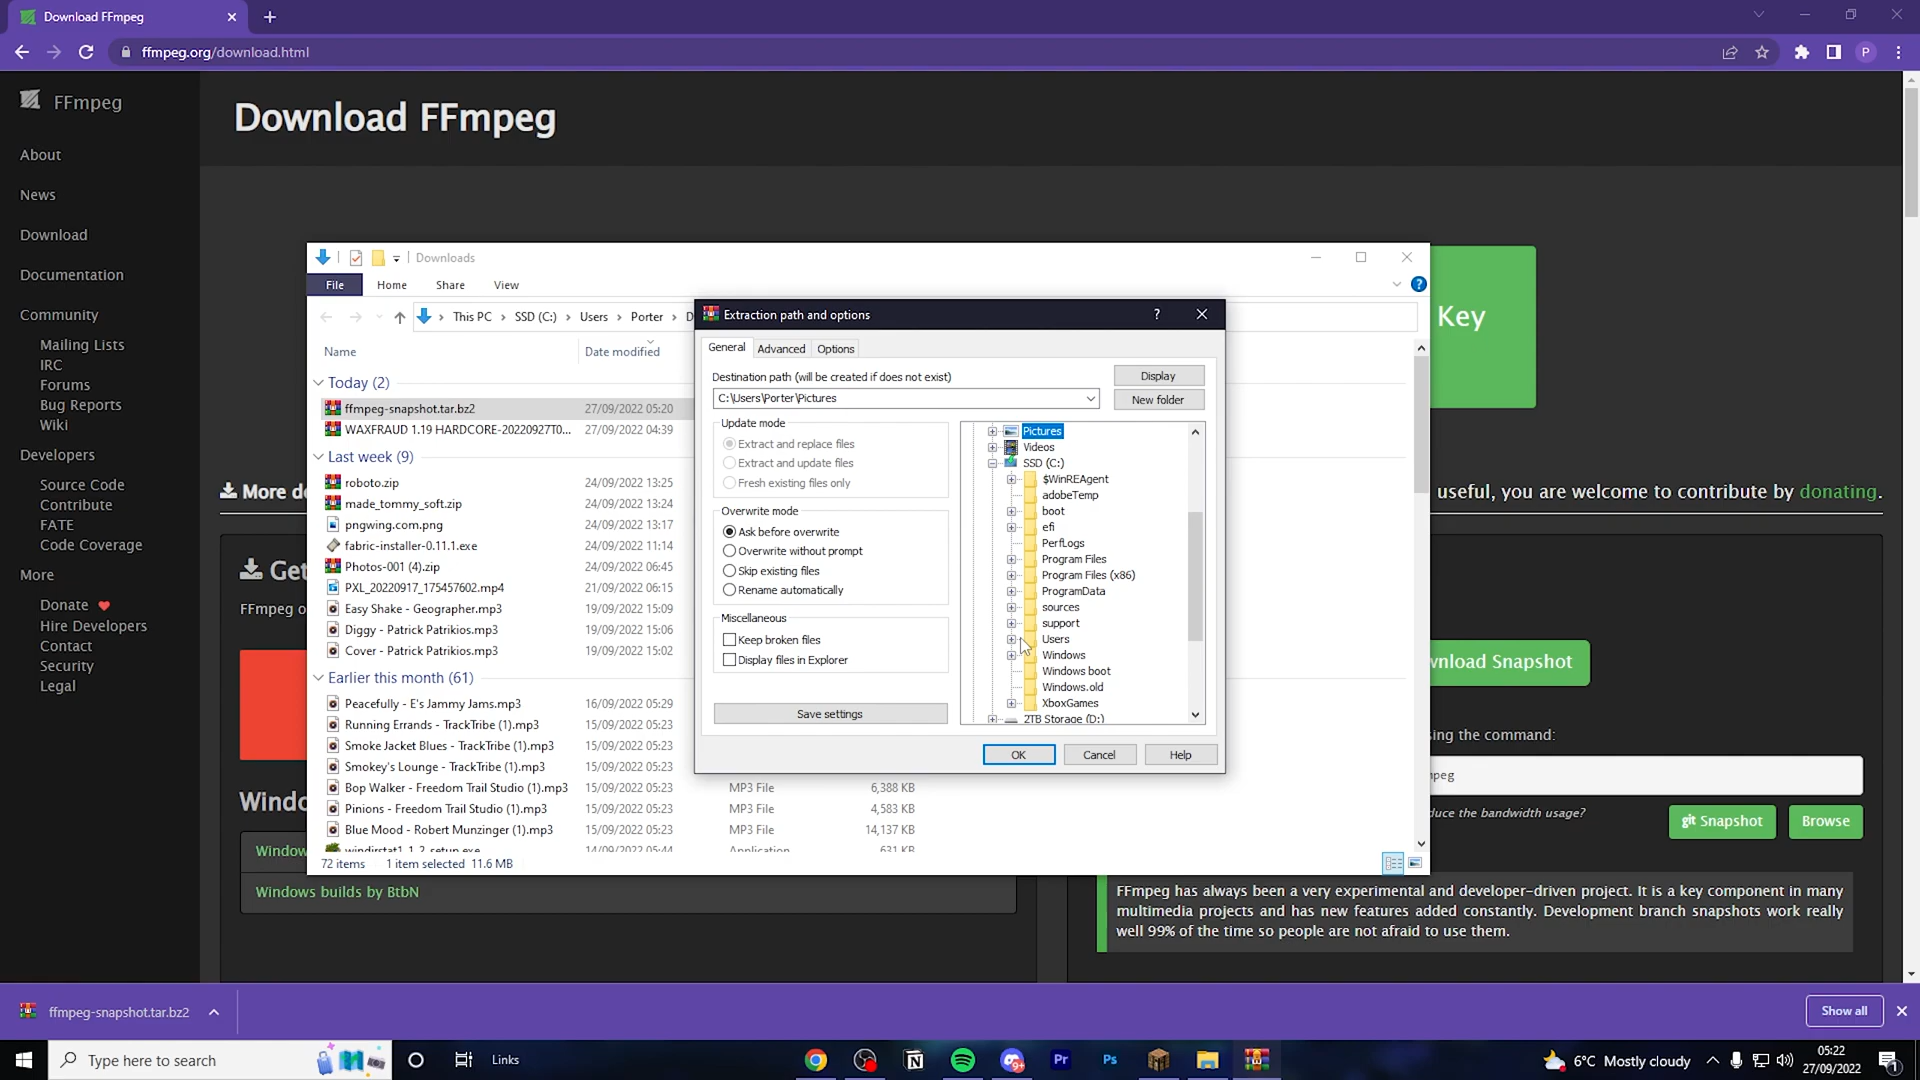 Download FFmpeg
ffmpeg.org/download.html
P
FFmpeg
About
News
Download
Documentation
Community
Mailing Lists
IRC
Forums
Bug Reports
Wiki
Developers
Source Code
Contribute
FATE
Code Coverage
More
Donate
Hire Developers
Contact
Security
Legal
Download FFmpeg
Key
More
useful, you are welcome to contribute by donating.
Get
FFmpeg
Windows builds by BtbN
Snapshot
sing the command:
mpeg
duce the bandwidth usage?
git Snapshot
Browse
FFmpeg has always been a very experimental and developer-driven project. It is a key component in many
multimedia projects and has new features added constantly. Development branch snapshots work really
well 99% of the time so people are not afraid to use them.
Downloads
File Home Share View
This PC > SSD (C:) > Users > Porter >
Name Date modified
Today (2)
ffmpeg-snapshot.tar.bz2 27/09/2022 05:20
WAXFRAUD 1.19 HARDCORE-20220927T0... 27/09/2022 04:39
Last week (9)
roboto.zip 24/09/2022 13:25
made_tommy_soft.zip 24/09/2022 13:24
pngwing.com.png 24/09/2022 13:17
fabric-installer-0.11.1.exe 24/09/2022 11:14
Photos-001 (4).zip 24/09/2022 06:45
PXL_20220917_175457602.mp4 21/09/2022 06:15
Easy Shake - Geographer.mp3 19/09/2022 15:09
Diggy - Patrick Patrikios.mp3 19/09/2022 15:06
Cover - Patrick Patrikios.mp3 19/09/2022 15:02
Earlier this month (61)
Peacefully - E's Jammy Jams.mp3 16/09/2022 05:29
Running Errands - TrackTribe (1).mp3 15/09/2022 05:23
Smoke Jacket Blues - TrackTribe (1).mp3 15/09/2022 05:23
Smokey's Lounge - TrackTribe (1).mp3 15/09/2022 05:23
Bop Walker - Freedom Trail Studio (1).mp3 15/09/2022 05:23 MP3 File 6,388 KB
Pinions - Freedom Trail Studio (1).mp3 15/09/2022 05:23 MP3 File 4,583 KB
Blue Mood - Robert Munzinger (1).mp3 15/09/2022 05:23 MP3 File 14,137 KB
windirstat1_1_2_setup.exe 14/09/2022 05:44 Application 631 KB
72 items 1 item selected 11.6 MB
Extraction path and options
?
General Advanced Options
Destination path (will be created if does not exist)
Display
C:\Users\Porter\Pictures
New folder
Update mode
Extract and replace files
Extract and update files
Fresh existing files only
Overwrite mode
Ask before overwrite
Overwrite without prompt
Skip existing files
Rename automatically
Miscellaneous
Keep broken files
Display files in Explorer
Save settings
Pictures
Videos
SSD (C:)
$WinREAgent
adobeTemp
boot
efi
PerfLogs
Program Files
Program Files (x86)
ProgramData
sources
support
Users
Windows
Windows boot
Windows.old
XboxGames
2TB Storage (D:)
OK Cancel Help
ffmpeg-snapshot.tar.bz2
Show all
Type here to search
Links
Pr
Ps
6°C Mostly cloudy
05:22
27/09/2022
1